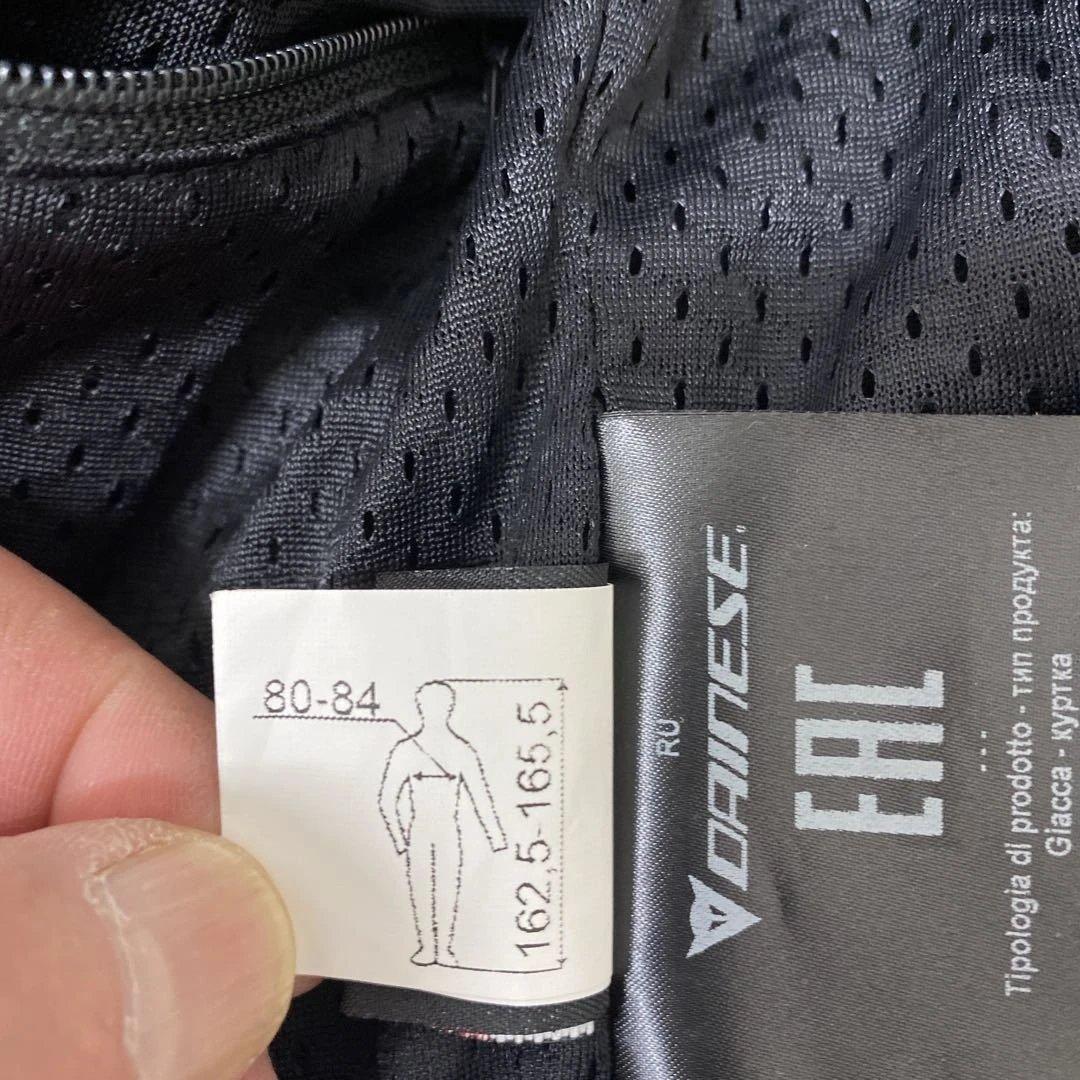 80-84
162,5-165,5
DAINESE
RU
EAC
Tipologia di prodotto - тип продукта:
Giacca - куртка